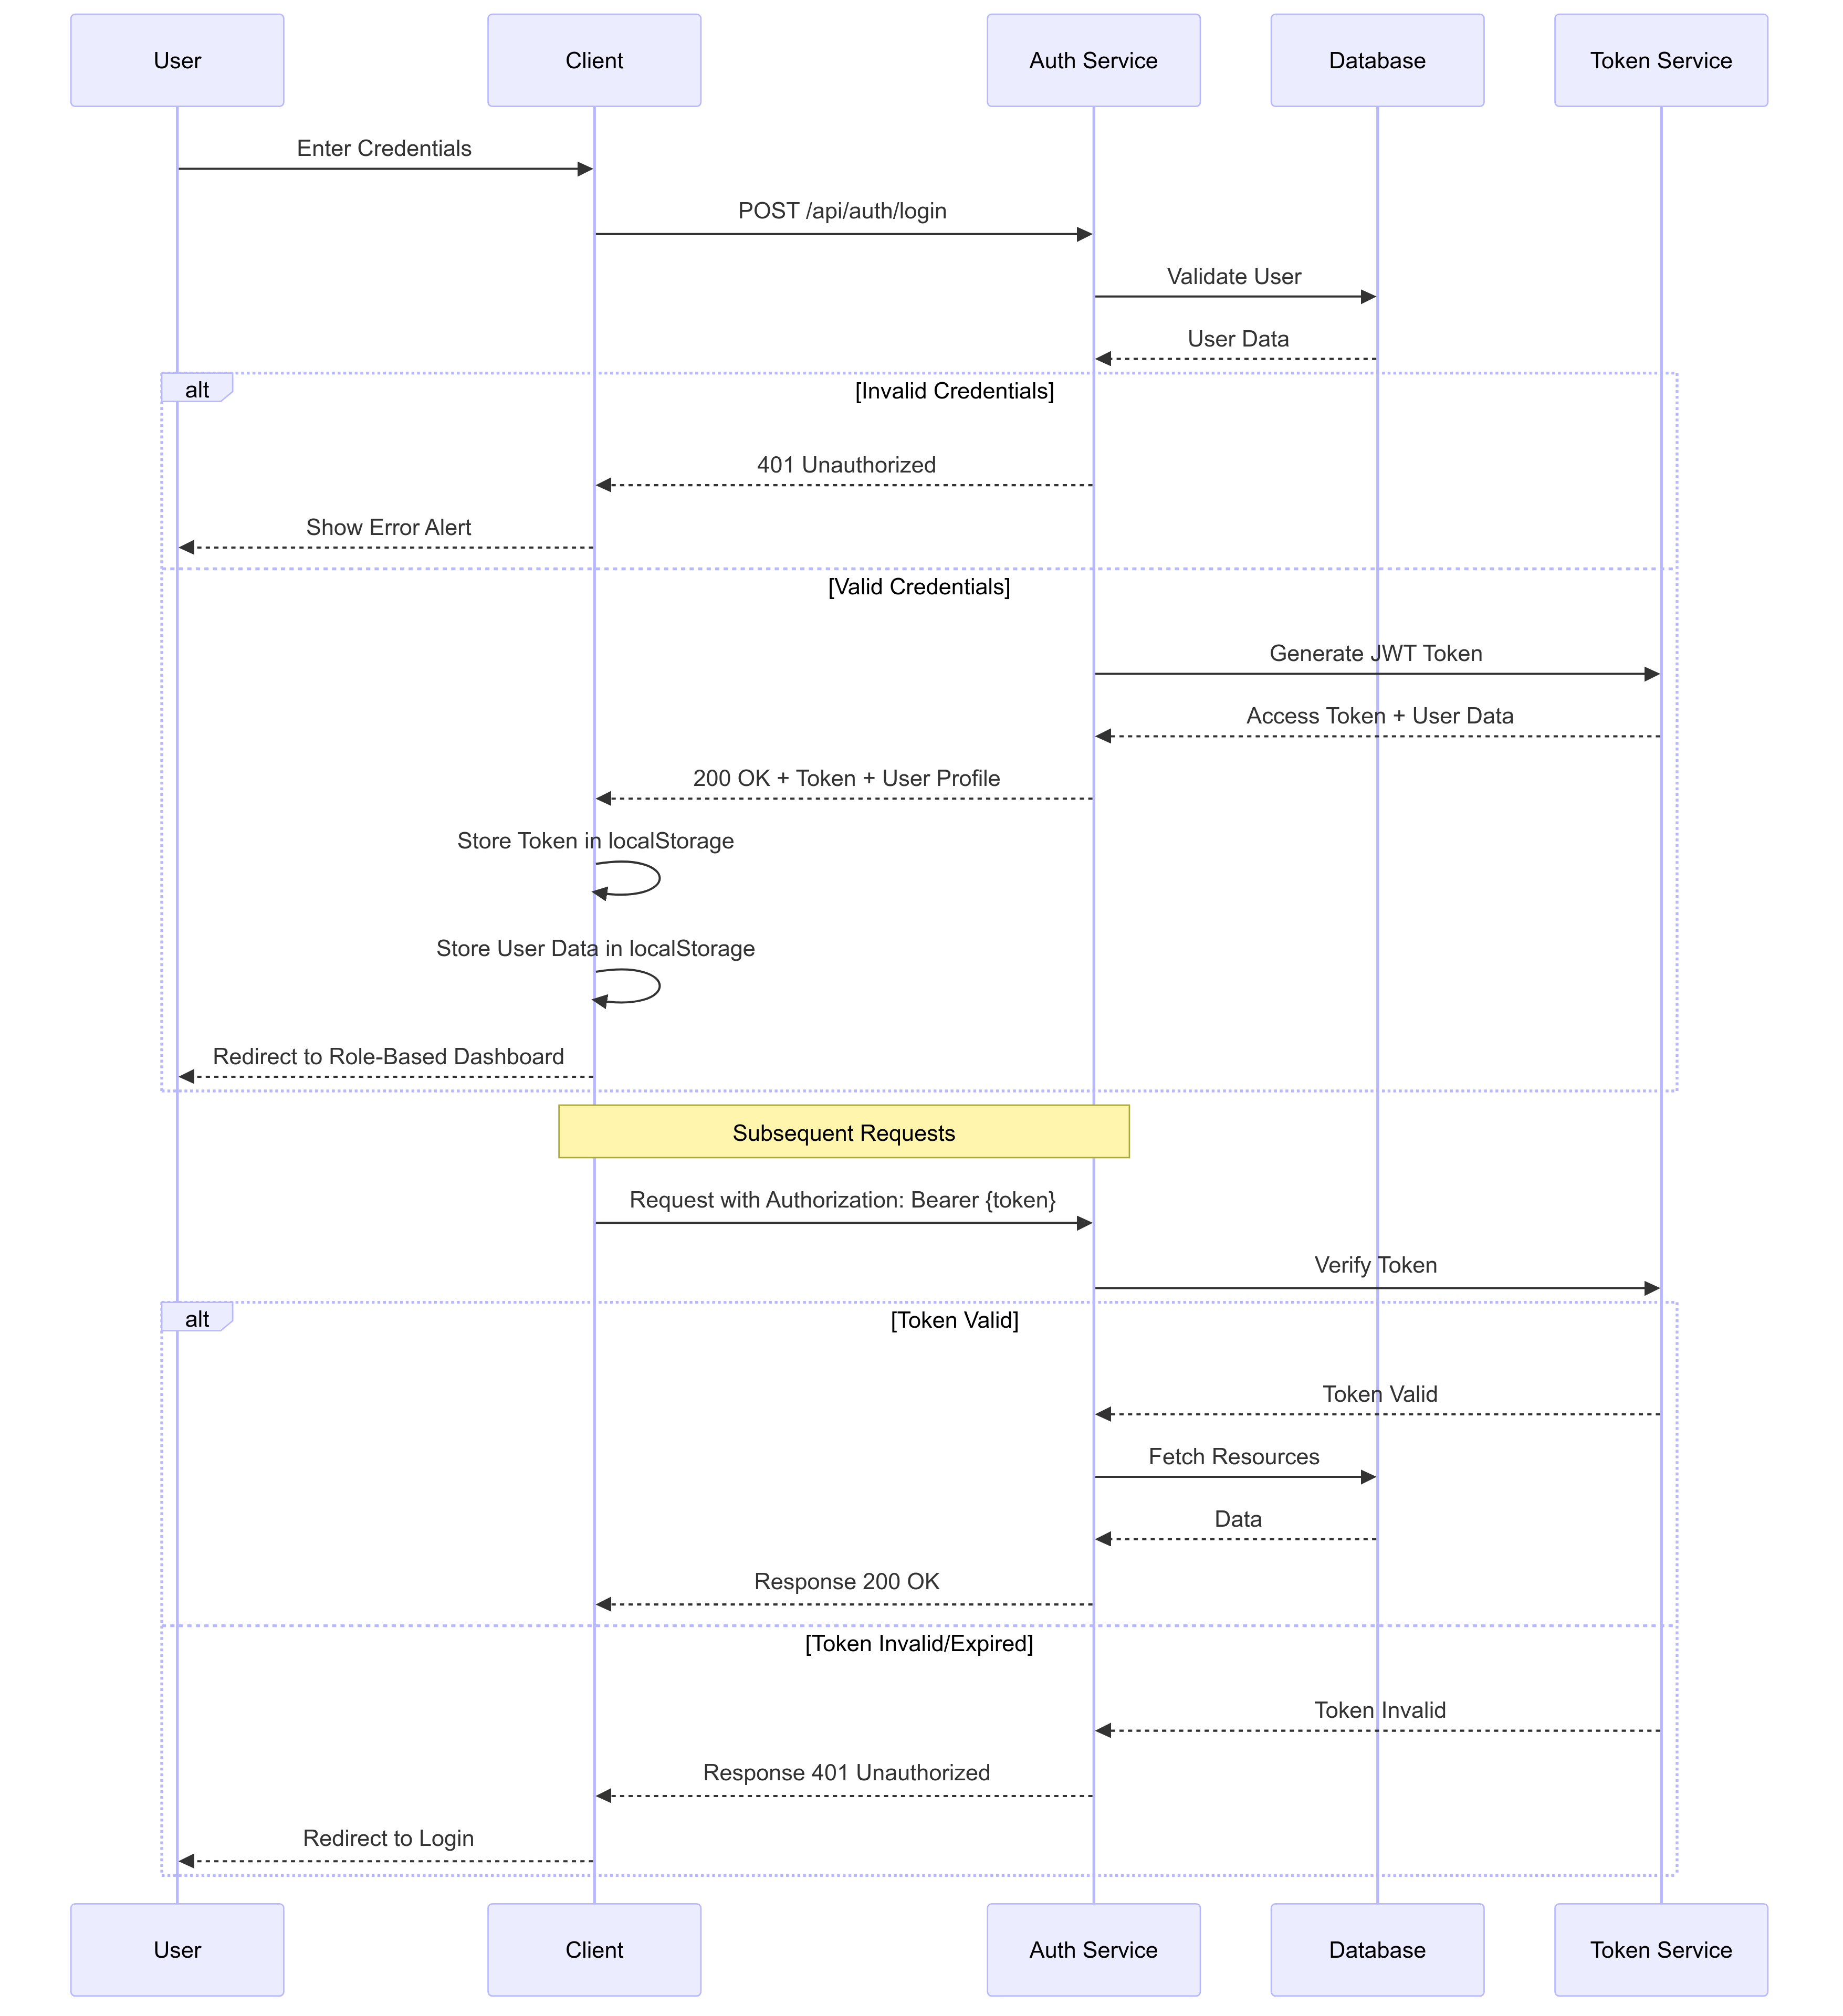 User
Client
Auth Service
Database
Token Service
Enter Credentials
POST /api/auth/login
Validate User
User Data
alt
[Invalid Credentials]
401 Unauthorized
Show Error Alert
[Valid Credentials]
Generate JWT Token
Access Token + User Data
200 OK + Token + User Profile
Store Token in localStorage
Store User Data in localStorage
Redirect to Role-Based Dashboard
Subsequent Requests
Request with Authorization: Bearer {token}
Verify Token
alt
[Token Valid]
Token Valid
Fetch Resources
Data
Response 200 OK
[Token Invalid/Expired]
Token Invalid
Response 401 Unauthorized
Redirect to Login
User
Client
Auth Service
Database
Token Service